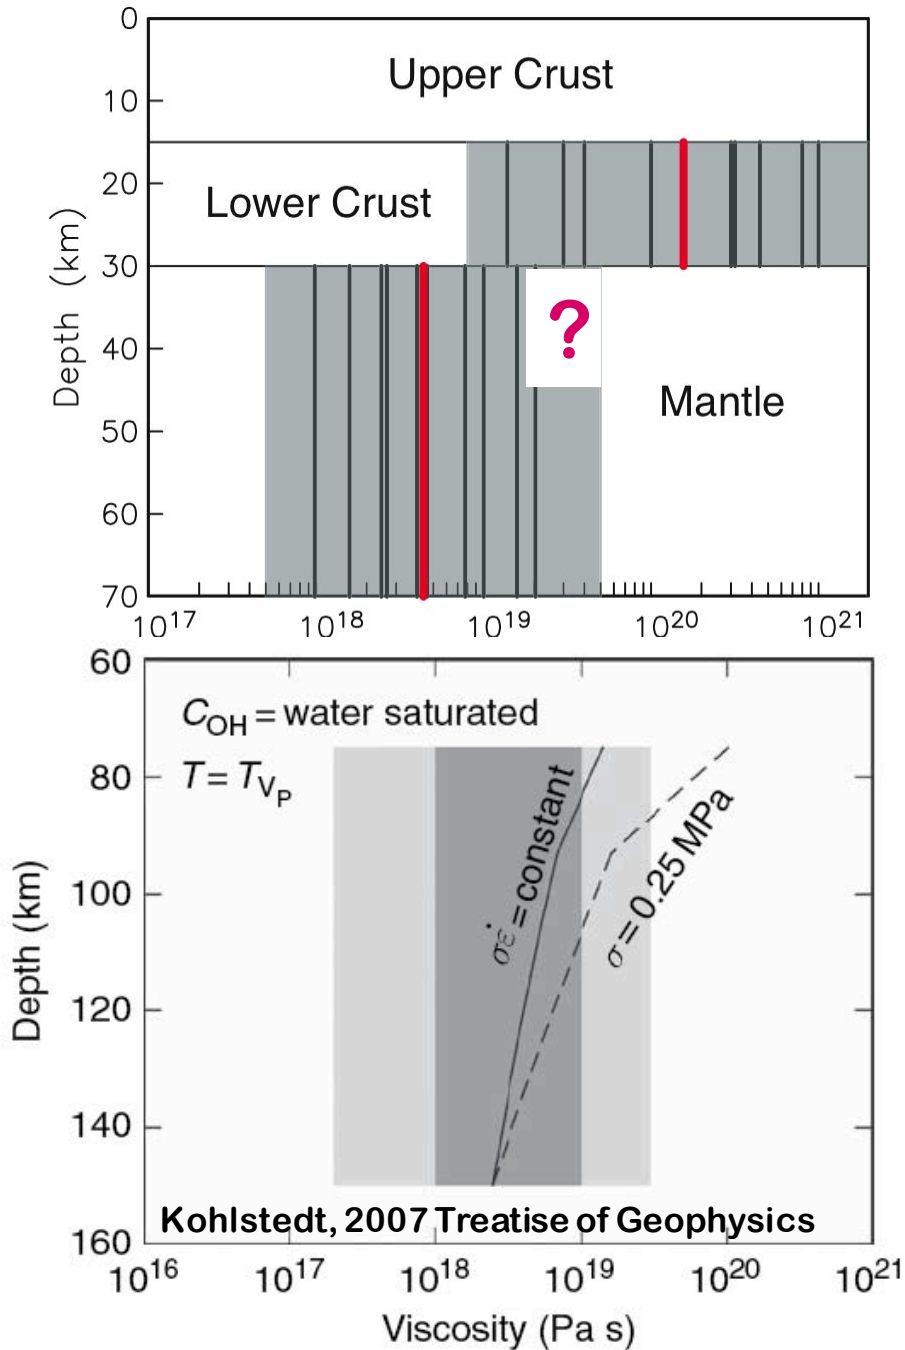 0
Upper Crust
10
20
Lower Crust
Depth (km)
30
?
40
Mantle
50
60
70
10¹⁷ 10¹⁸ 10¹⁹ 10²⁰ 10²¹
60
C_OH = water saturated
T = T_VP
80
σε̇ = constant
σ = 0.25 MPa
Depth (km)
100
120
140
Kohlstedt, 2007 Treatise of Geophysics
160
10¹⁶ 10¹⁷ 10¹⁸ 10¹⁹ 10²⁰ 10²¹
Viscosity (Pa s)